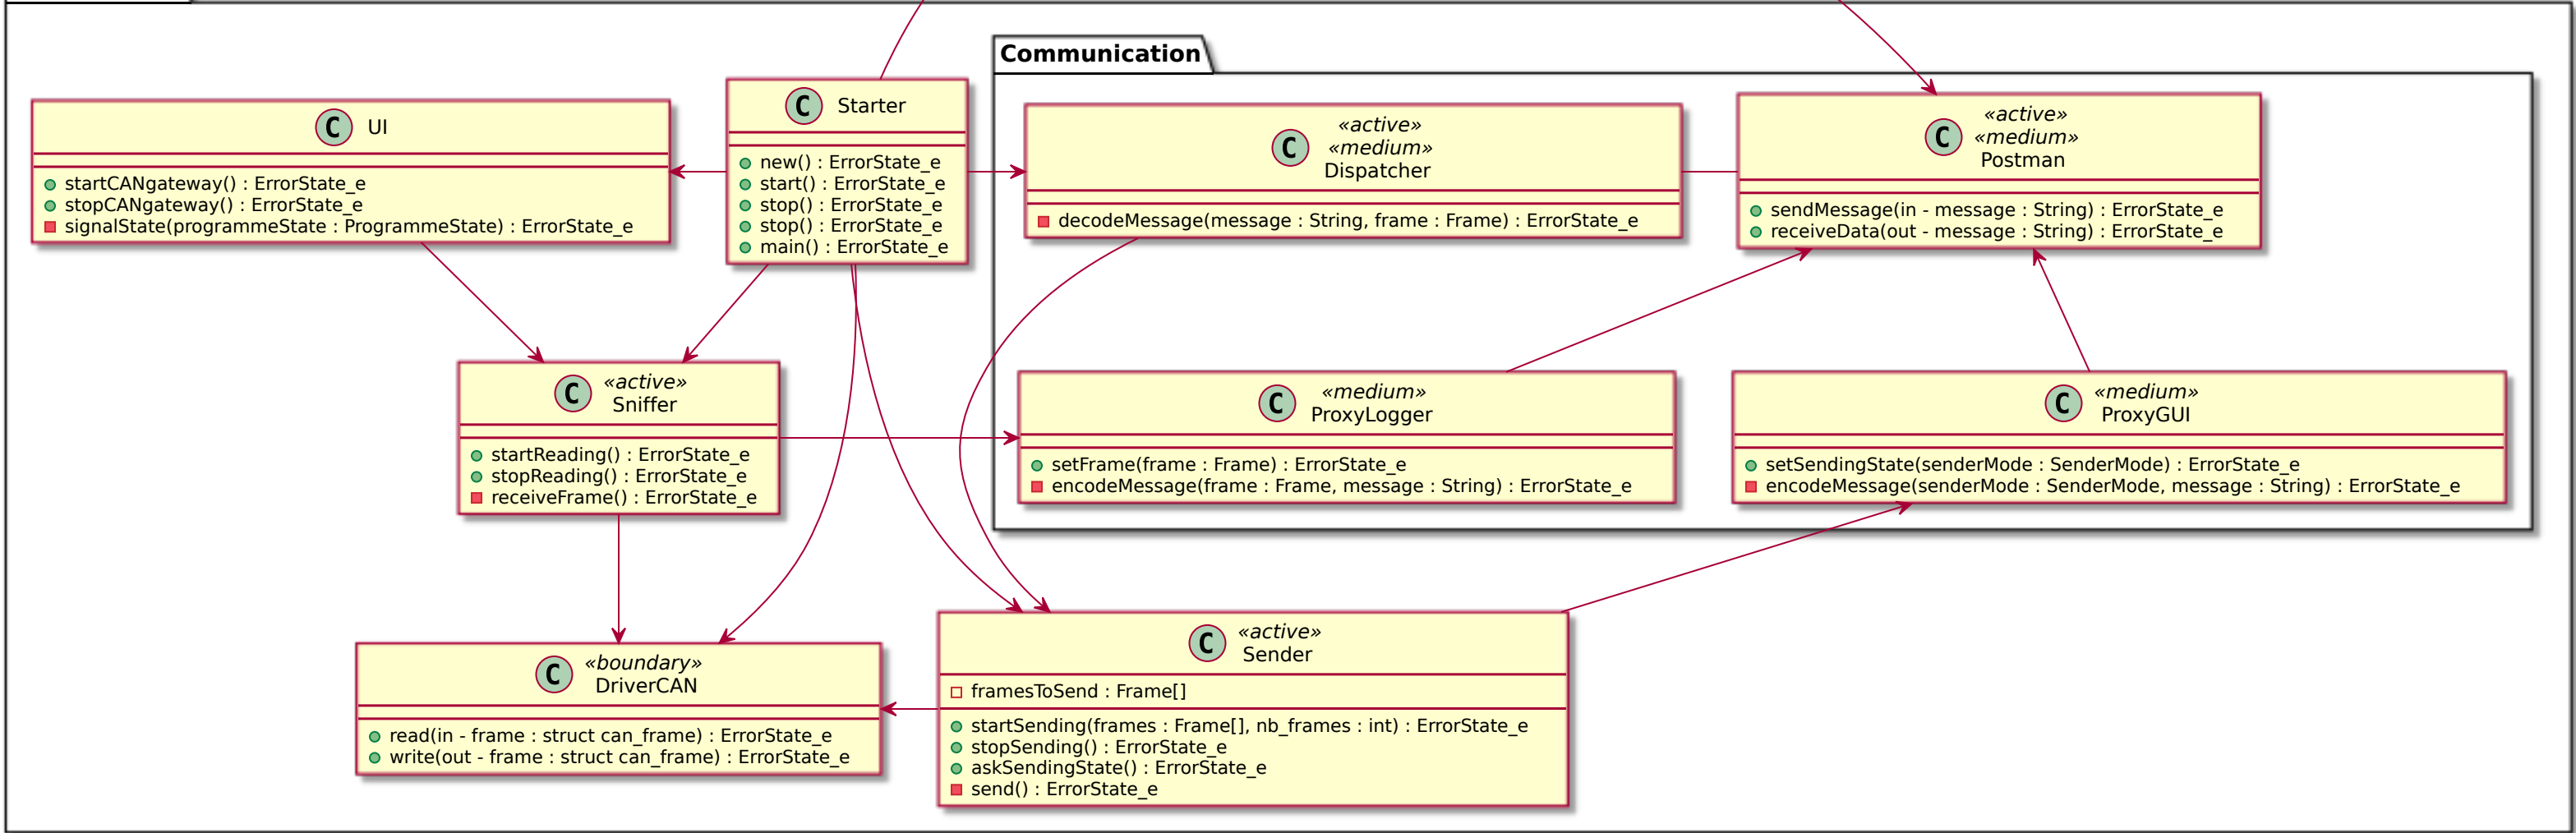 Communication
C UI
startCANgateway() : ErrorState_e
stopCANgateway() : ErrorState_e
signalState(programmeState : ProgrammeState) : ErrorState_e
C Starter
new() : ErrorState_e
start() : ErrorState_e
stop() : ErrorState_e
stop() : ErrorState_e
main() : ErrorState_e
«active»
«medium»
C Dispatcher
decodeMessage(message : String, frame : Frame) : ErrorState_e
«active»
«medium»
C Postman
sendMessage(in - message : String) : ErrorState_e
receiveData(out - message : String) : ErrorState_e
«active»
C Sniffer
startReading() : ErrorState_e
stopReading() : ErrorState_e
receiveFrame() : ErrorState_e
«medium»
C ProxyLogger
setFrame(frame : Frame) : ErrorState_e
encodeMessage(frame : Frame, message : String) : ErrorState_e
«medium»
C ProxyGUI
setSendingState(senderMode : SenderMode) : ErrorState_e
encodeMessage(senderMode : SenderMode, message : String) : ErrorState_e
«boundary»
C DriverCAN
read(in - frame : struct can_frame) : ErrorState_e
write(out - frame : struct can_frame) : ErrorState_e
«active»
C Sender
framesToSend : Frame[]
startSending(frames : Frame[], nb_frames : int) : ErrorState_e
stopSending() : ErrorState_e
askSendingState() : ErrorState_e
send() : ErrorState_e